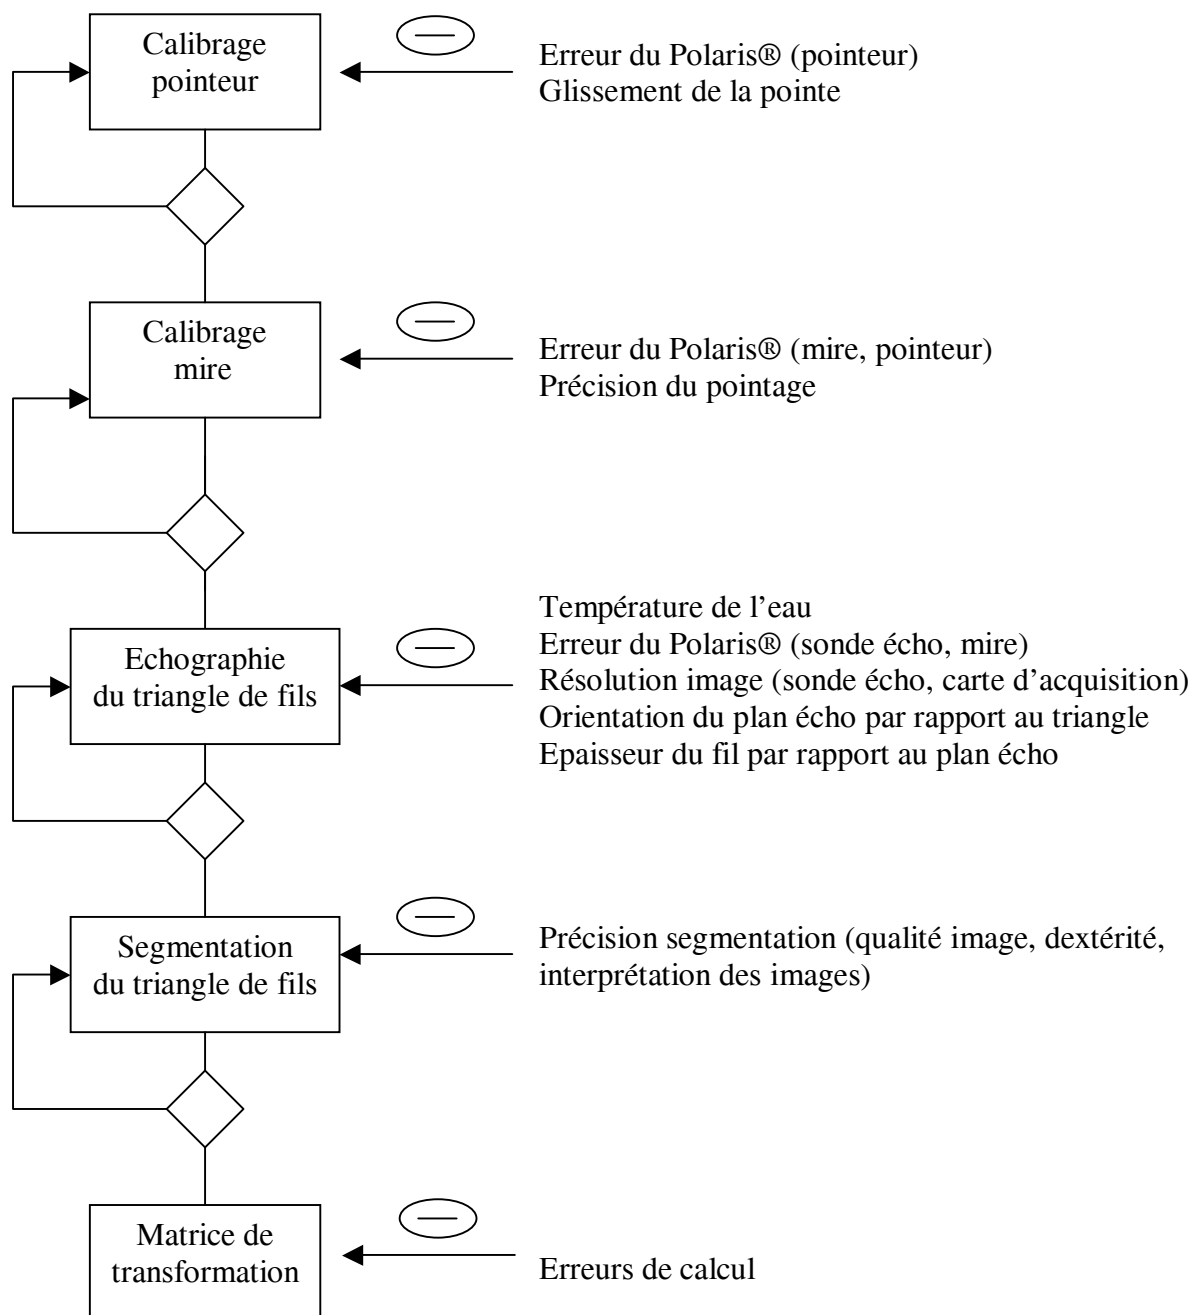 Calibrage
pointeur
Erreur du Polaris® (pointeur)
Glissement de la pointe
Calibrage
mire
Erreur du Polaris® (mire, pointeur)
Précision du pointage
Echographie
du triangle de fils
Température de l’eau
Erreur du Polaris® (sonde écho, mire)
Résolution image (sonde écho, carte d’acquisition)
Orientation du plan écho par rapport au triangle
Epaisseur du fil par rapport au plan écho
Segmentation
du triangle de fils
Précision segmentation (qualité image, dextérité,
interprétation des images)
Matrice de
transformation
Erreurs de calcul